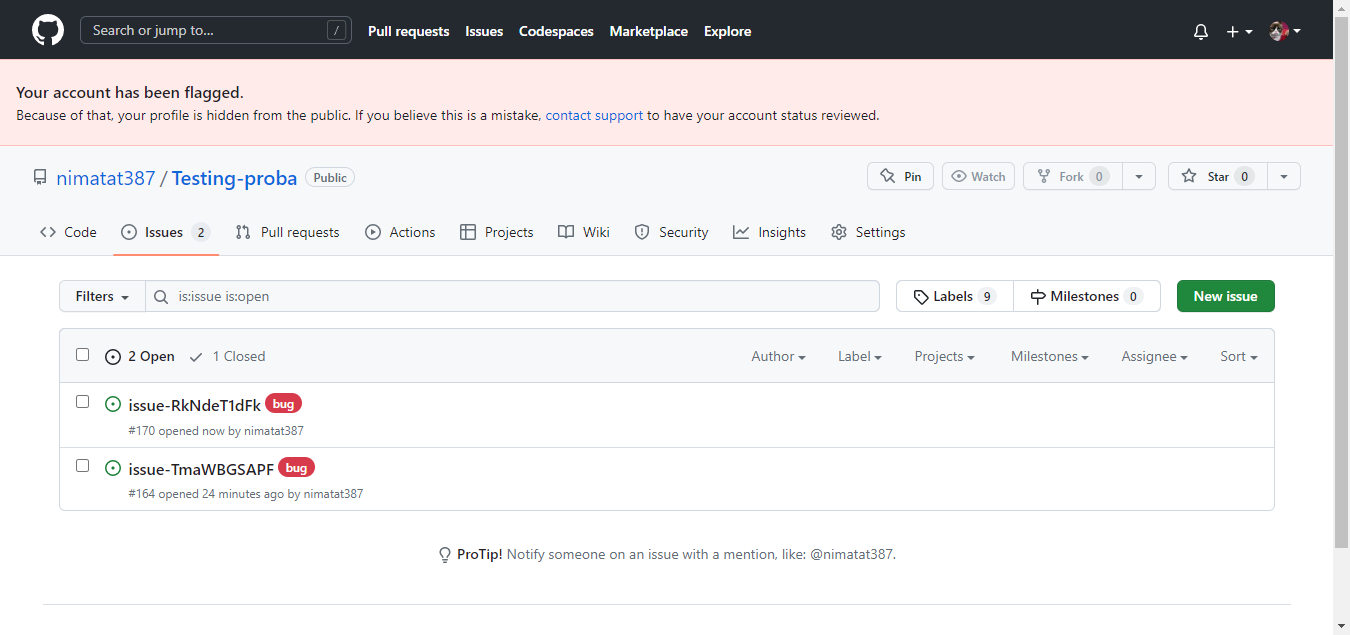 Search or jump to... / Pull requests Issues Codespaces Marketplace Explore
Your account has been flagged.
Because of that, your profile is hidden from the public. If you believe this is a mistake, contact support to have your account status reviewed.
nimatat387 / Testing-proba Public Pin Watch Fork 0 Star 0
Code Issues 2 Pull requests Actions Projects Wiki Security Insights Settings
Filters is:issue is:open Labels 9 Milestones 0 New issue
2 Open 1 Closed Author Label Projects Milestones Assignee Sort
issue-RkNdeT1dFk bug
#170 opened now by nimatat387
issue-TmaWBGSAPF bug
#164 opened 24 minutes ago by nimatat387
ProTip! Notify someone on an issue with a mention, like: @nimatat387.